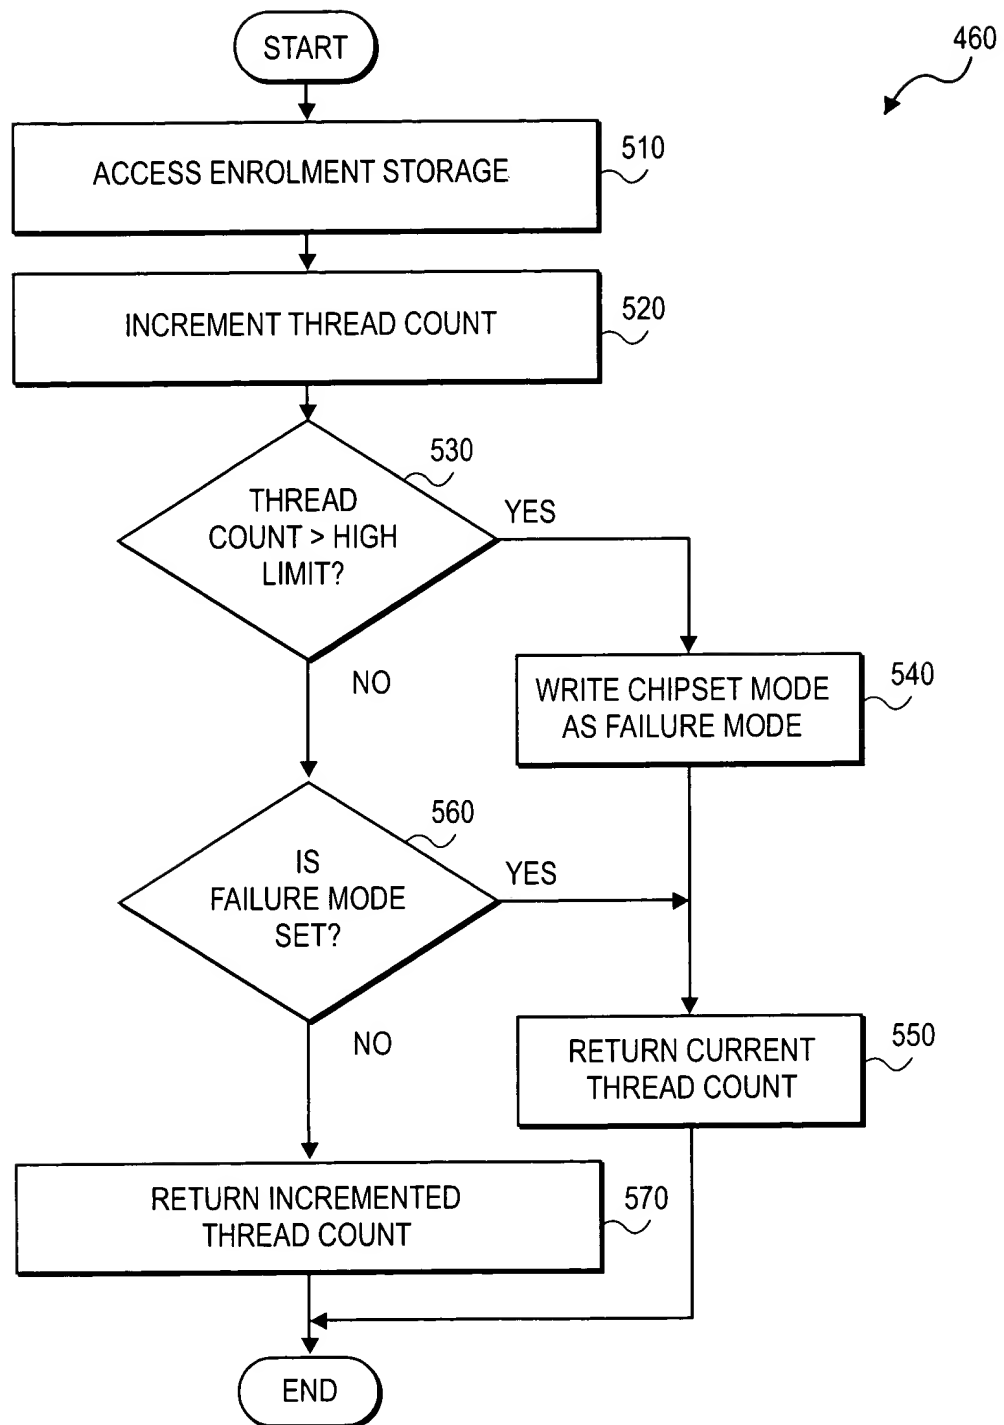 START
460
ACCESS ENROLMENT STORAGE
510
INCREMENT THREAD COUNT
520
530
THREAD
COUNT > HIGH
LIMIT?
YES
NO
WRITE CHIPSET MODE
AS FAILURE MODE
540
560
IS
FAILURE MODE
SET?
YES
NO
RETURN CURRENT
THREAD COUNT
550
RETURN INCREMENTED
THREAD COUNT
570
END